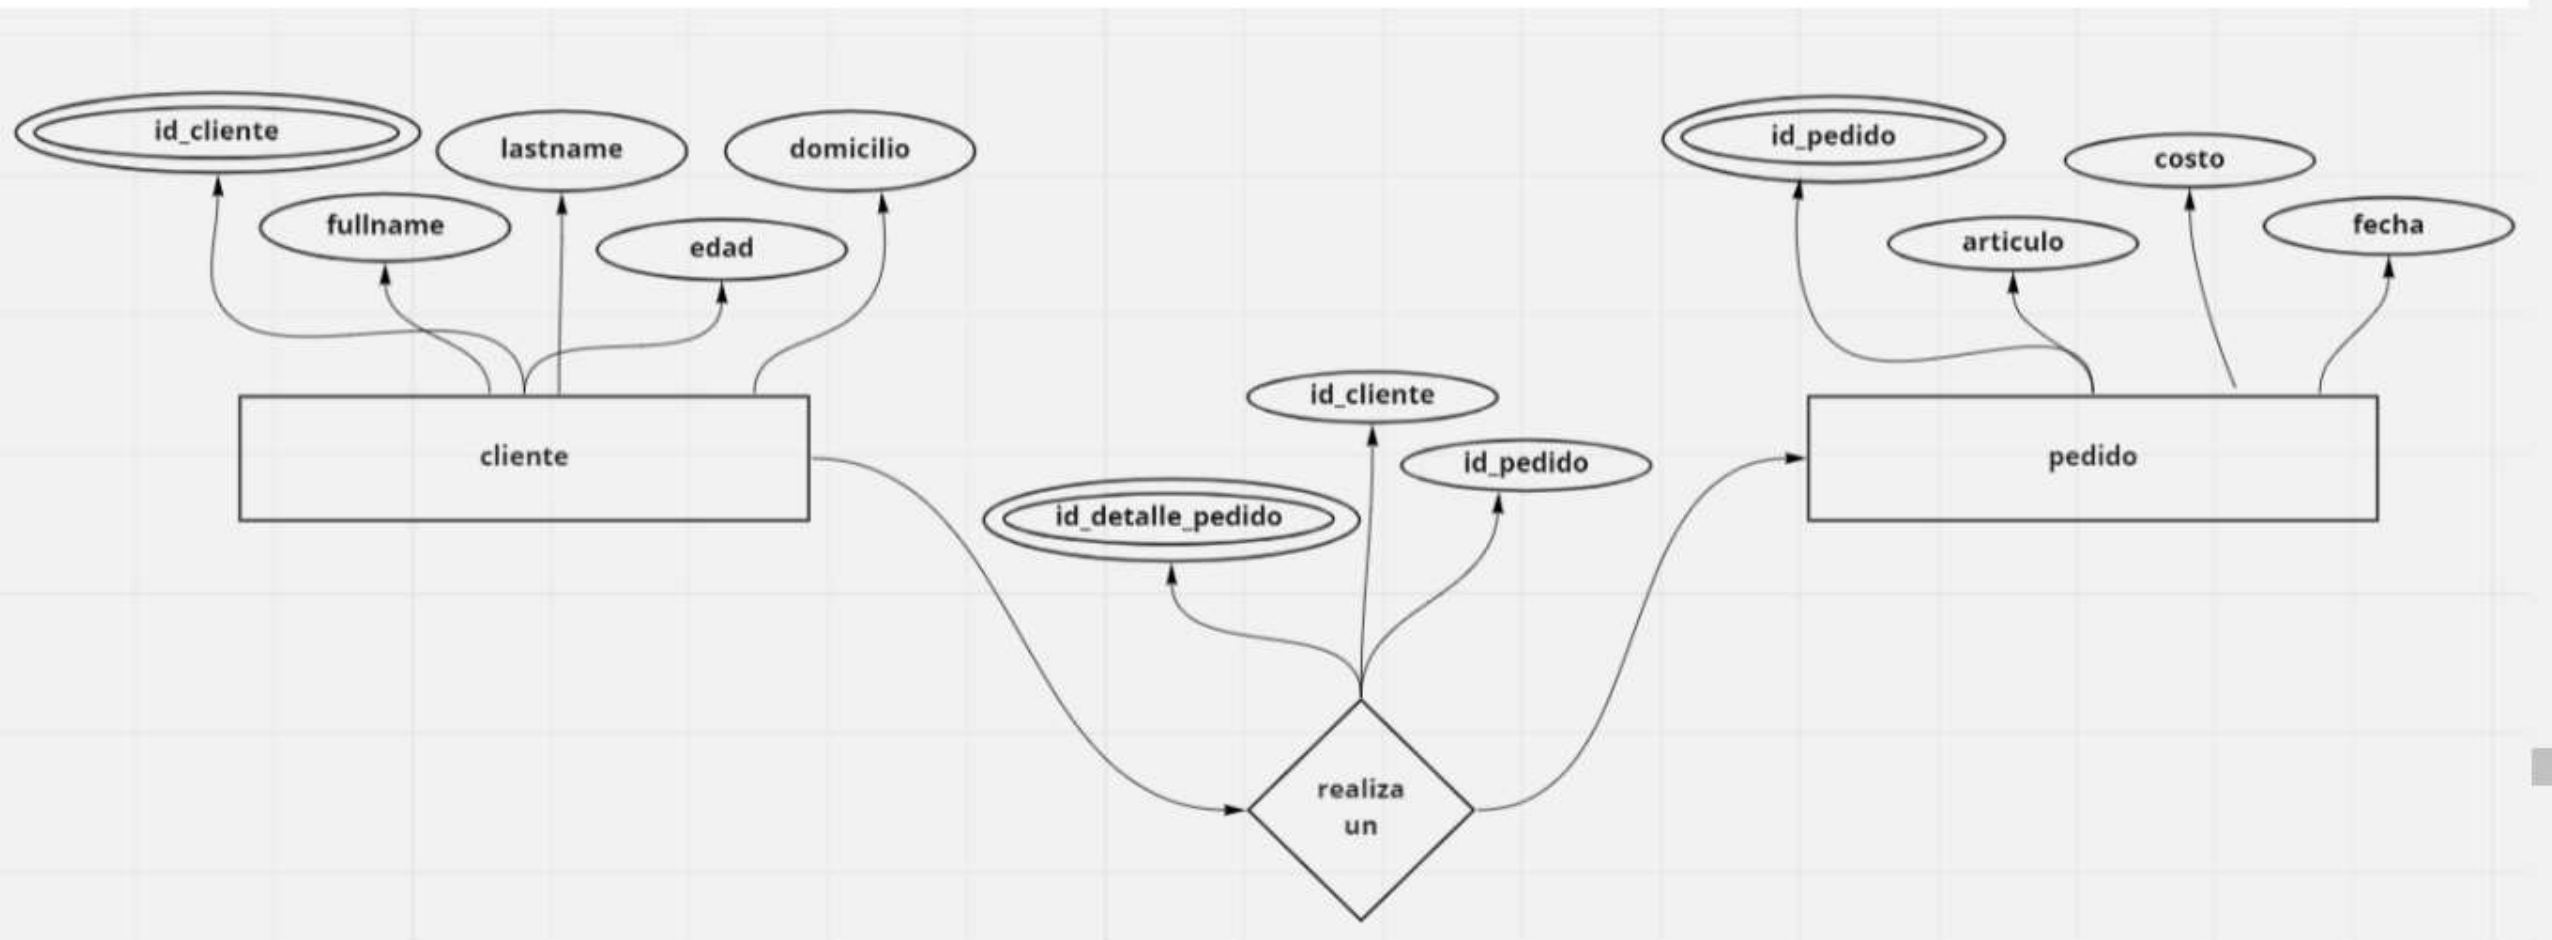 id_cliente
lastname
domicilio
fullname
edad
cliente
id_pedido
costo
articulo
fecha
pedido
id_cliente
id_pedido
id_detalle_pedido
realiza
un